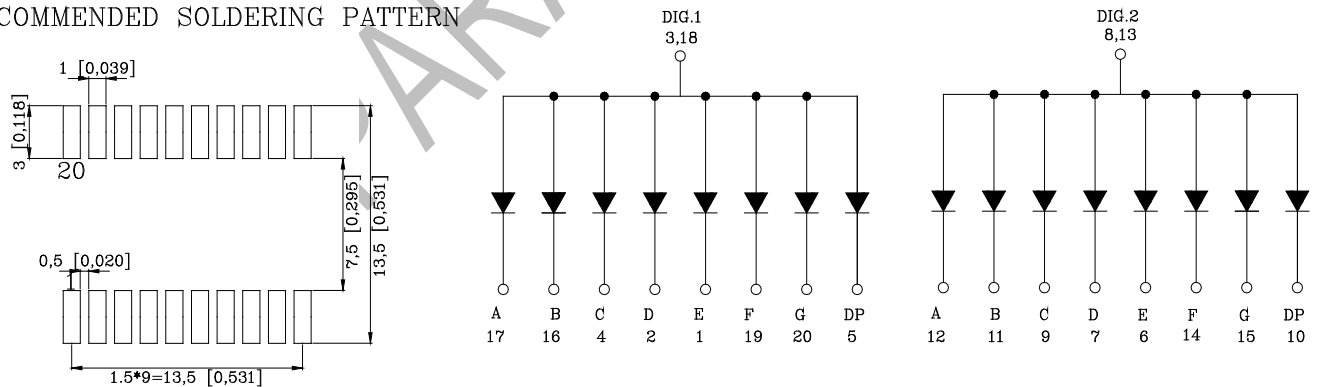 COMMENDED SOLDERING PATTERN
1 [0,039]
3 [0,118]
20
7,5 [0,295]
13,5 [0,531]
0,5 [0,020]
1
1.5*9=13,5 [0,531]
DIG.1
3,18
A B C D E F G DP
17 16 4 2 1 19 20 5
DIG.2
8,13
A B C D E F G DP
12 11 9 7 6 14 15 10
PARA